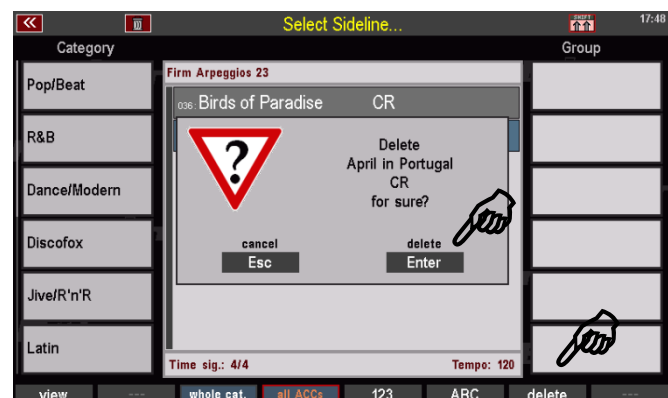 Select Sideline...
SHIFT
17:48
Category
Group
Pop/Beat
R&B
Dance/Modern
Discofox
Jive/R'n'R
Latin
Firm Arpeggios 23
036: Birds of Paradise CR
?
Delete
April in Portugal
CR
for sure?
cancel
Esc
delete
Enter
Time sig.: 4/4
Tempo: 120
view
---
whole cat.
all ACCs
123
ABC
delete
---